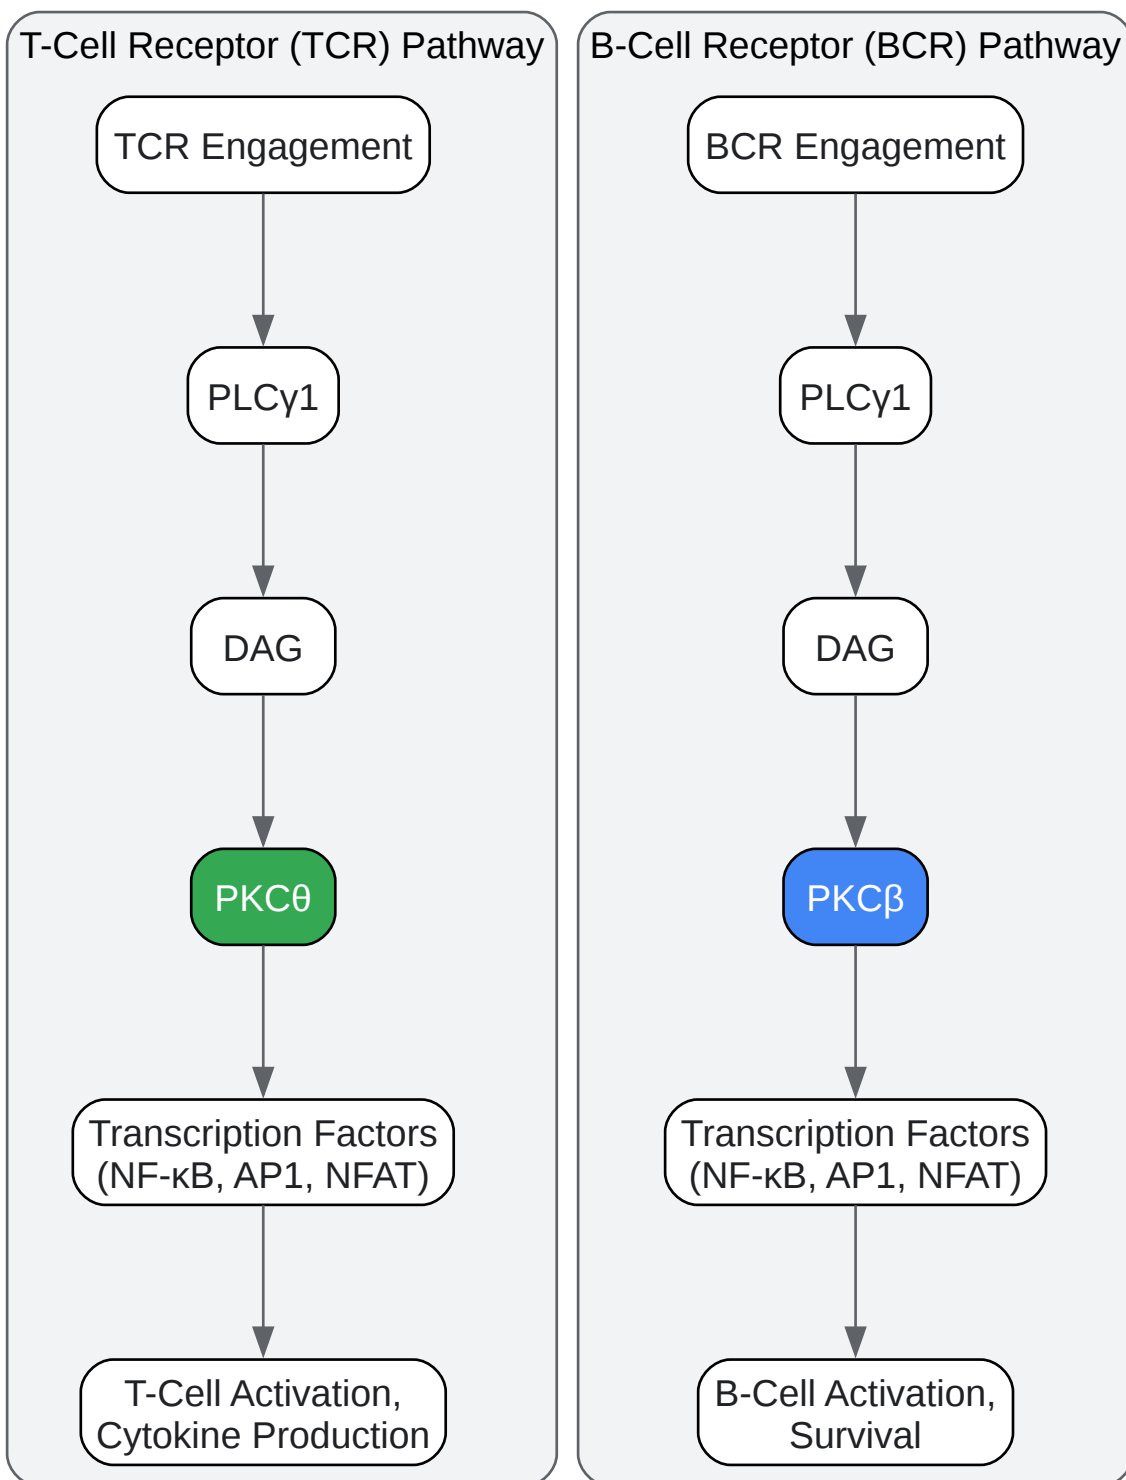 T-Cell Receptor (TCR) Pathway
TCR Engagement
PLCγ1
DAG
PKCθ
Transcription Factors
(NF-κB, AP1, NFAT)
T-Cell Activation,
Cytokine Production
B-Cell Receptor (BCR) Pathway
BCR Engagement
PLCγ1
DAG
PKCβ
Transcription Factors
(NF-κB, AP1, NFAT)
B-Cell Activation,
Survival